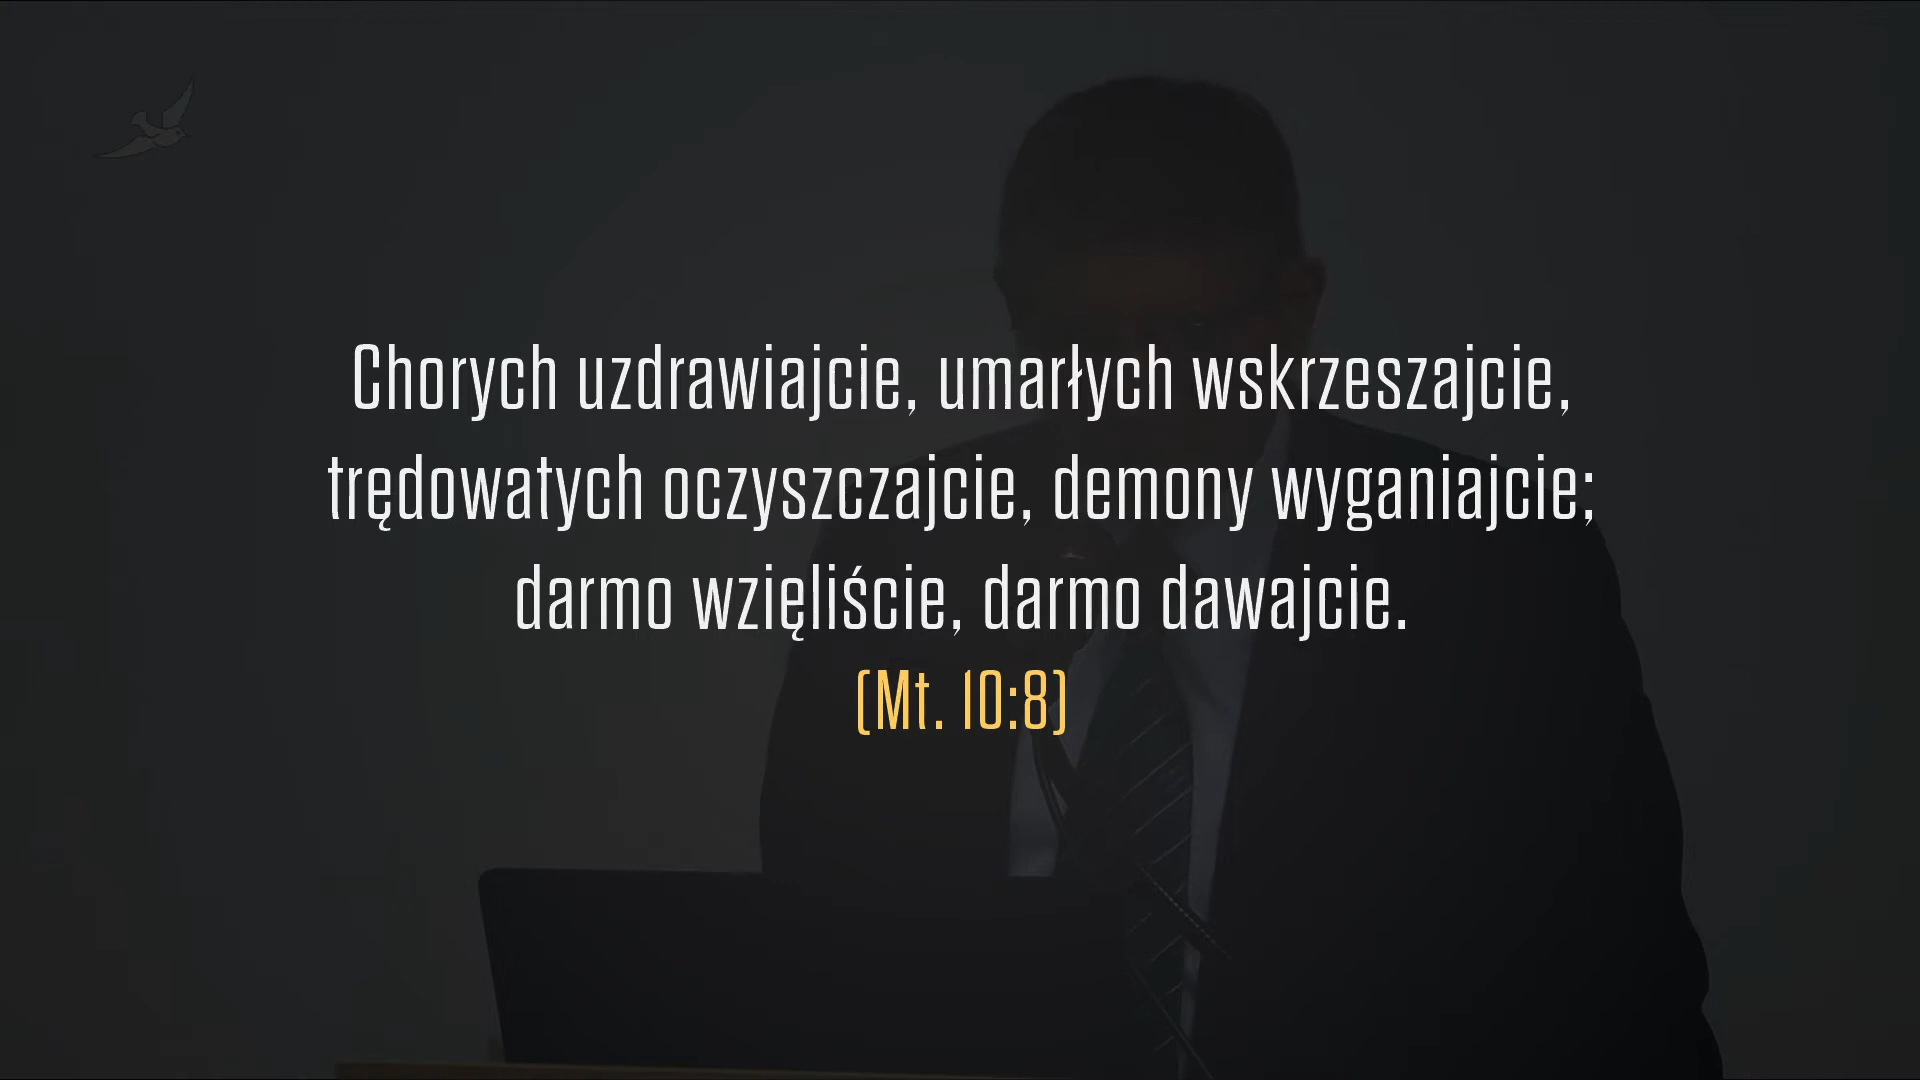 Chorych uzdrawiajcie, umarłych wskrzeszajcie,
trędowatych oczyszczajcie, demony wyganiajcie;
darmo wzięliście, darmo dawajcie.
(Mt. 10:8)